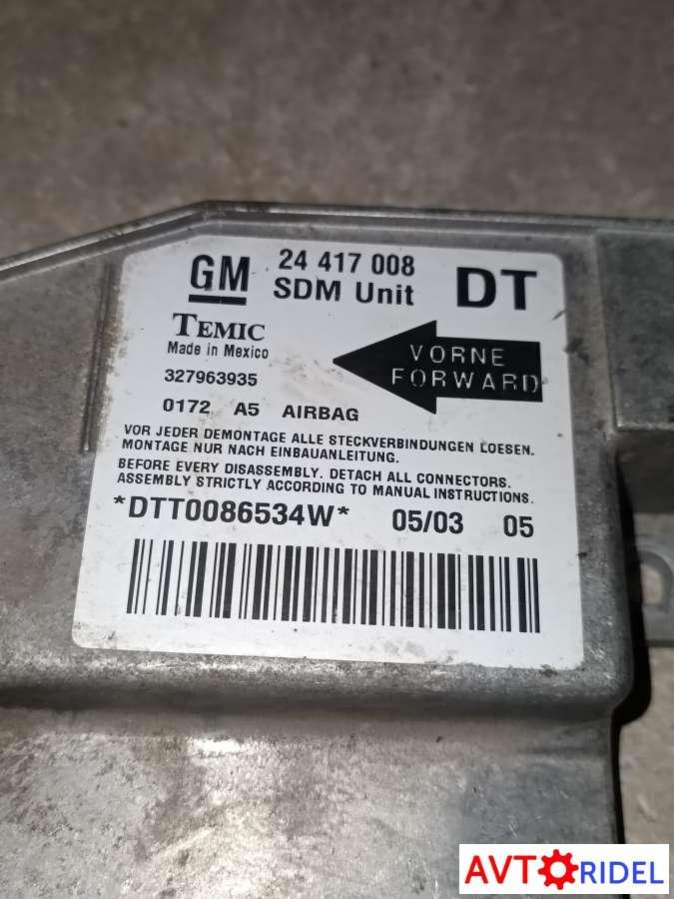 GM 24 417 008 DT
SDM Unit
TEMIC
Made in Mexico
VORNE
FORWARD
327963935
0172 A5 AIRBAG
VOR JEDER DEMONTAGE ALLE STECKVERBINDUNGEN LOESEN.
MONTAGE NUR NACH EINBAUANLEITUNG.
BEFORE EVERY DISASSEMBLY. DETACH ALL CONNECTORS.
ASSEMBLY STRICTLY ACCORDING TO MANUAL INSTRUCTIONS.
*DTT0086534W* 05/03 05
AVTORIDEL